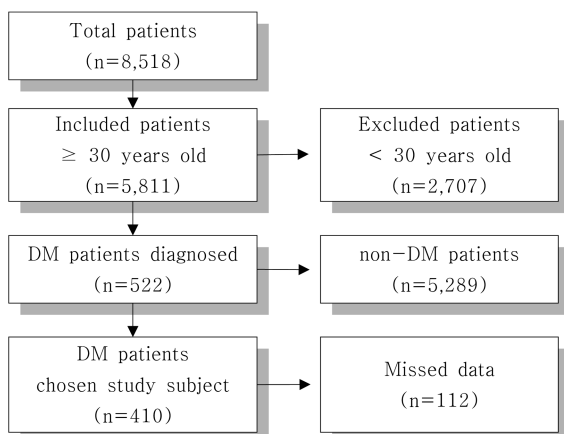 Total patients
(n=8,518)
Included patients
≥ 30 years old
(n=5,811)
Excluded patients
< 30 years old
(n=2,707)
DM patients diagnosed
(n=522)
non-DM patients
(n=5,289)
DM patients
chosen study subject
(n=410)
Missed data
(n=112)